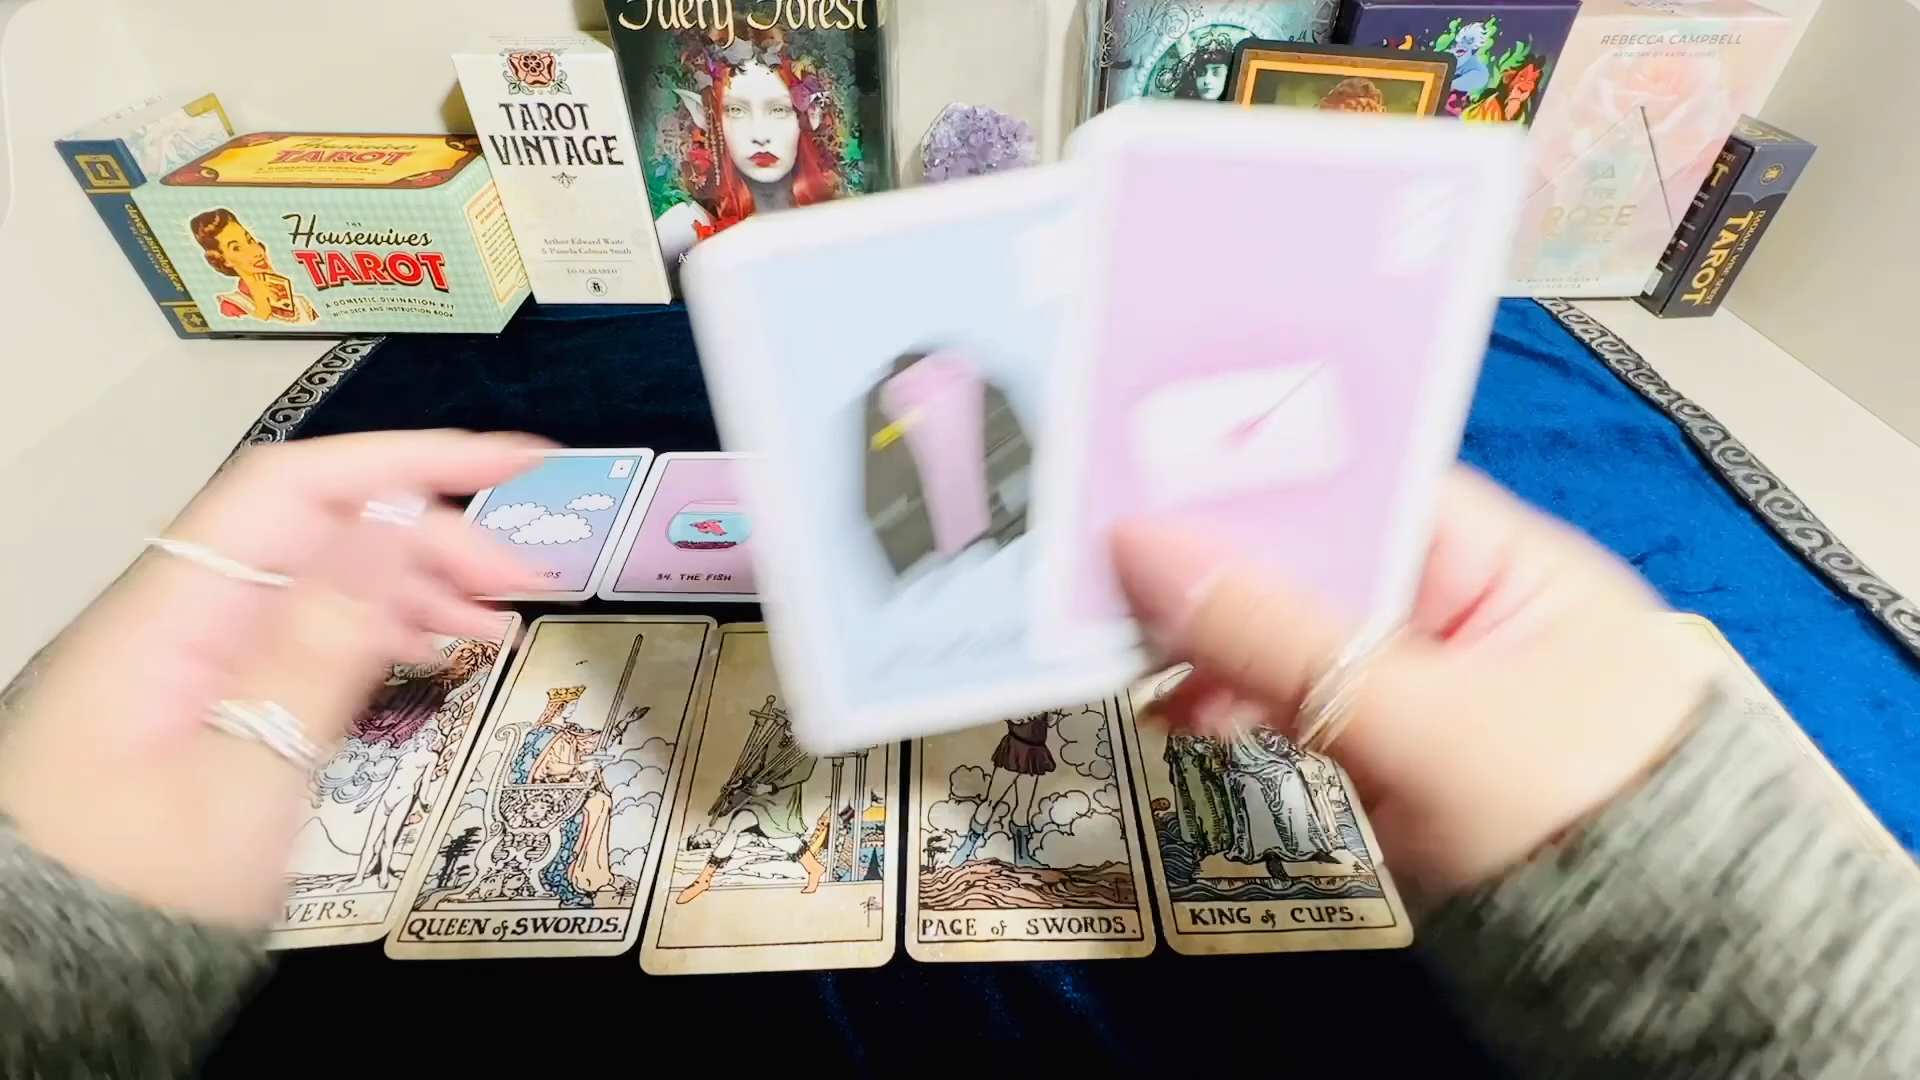 Faery Forest
REBECCA CAMPBELL
TAROT
VINTAGE
Arthur Edward Waite
& Pamela Colman Smith
LO SCARABEO
THE
Housewives
TAROT
THE
Housewives
TAROT
A DOMESTIC DIVINATION KIT
WITH DECK AND INSTRUCTION BOOK
ROSE
TAROT
34. THE FISH
VERS.
QUEEN of SWORDS.
PAGE of SWORDS.
KING of CUPS.